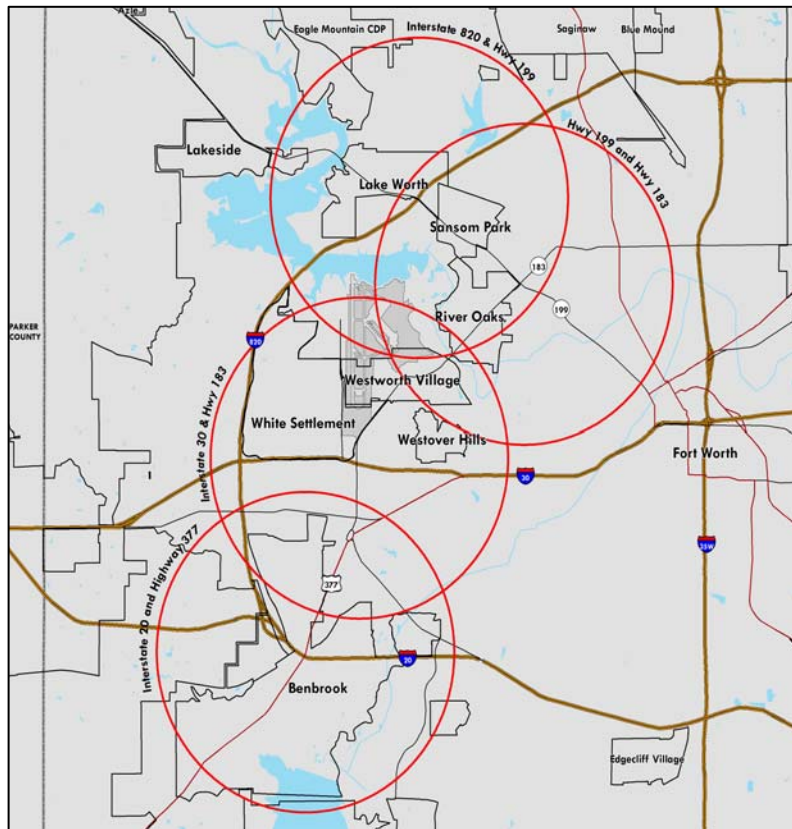 Azle
Eagle Mountain CDP
Interstate 820 & Hwy 199
Saginaw
Blue Mound
Hwy 199 and Hwy 183
Lakeside
Lake Worth
Sansom Park
183
199
River Oaks
PARKER
COUNTY
820
Westworth Village
Interstate 30 & Hwy 183
White Settlement
Westover Hills
Fort Worth
30
35W
Interstate 20 and Highway 377
377
20
Benbrook
Edgecliff Village